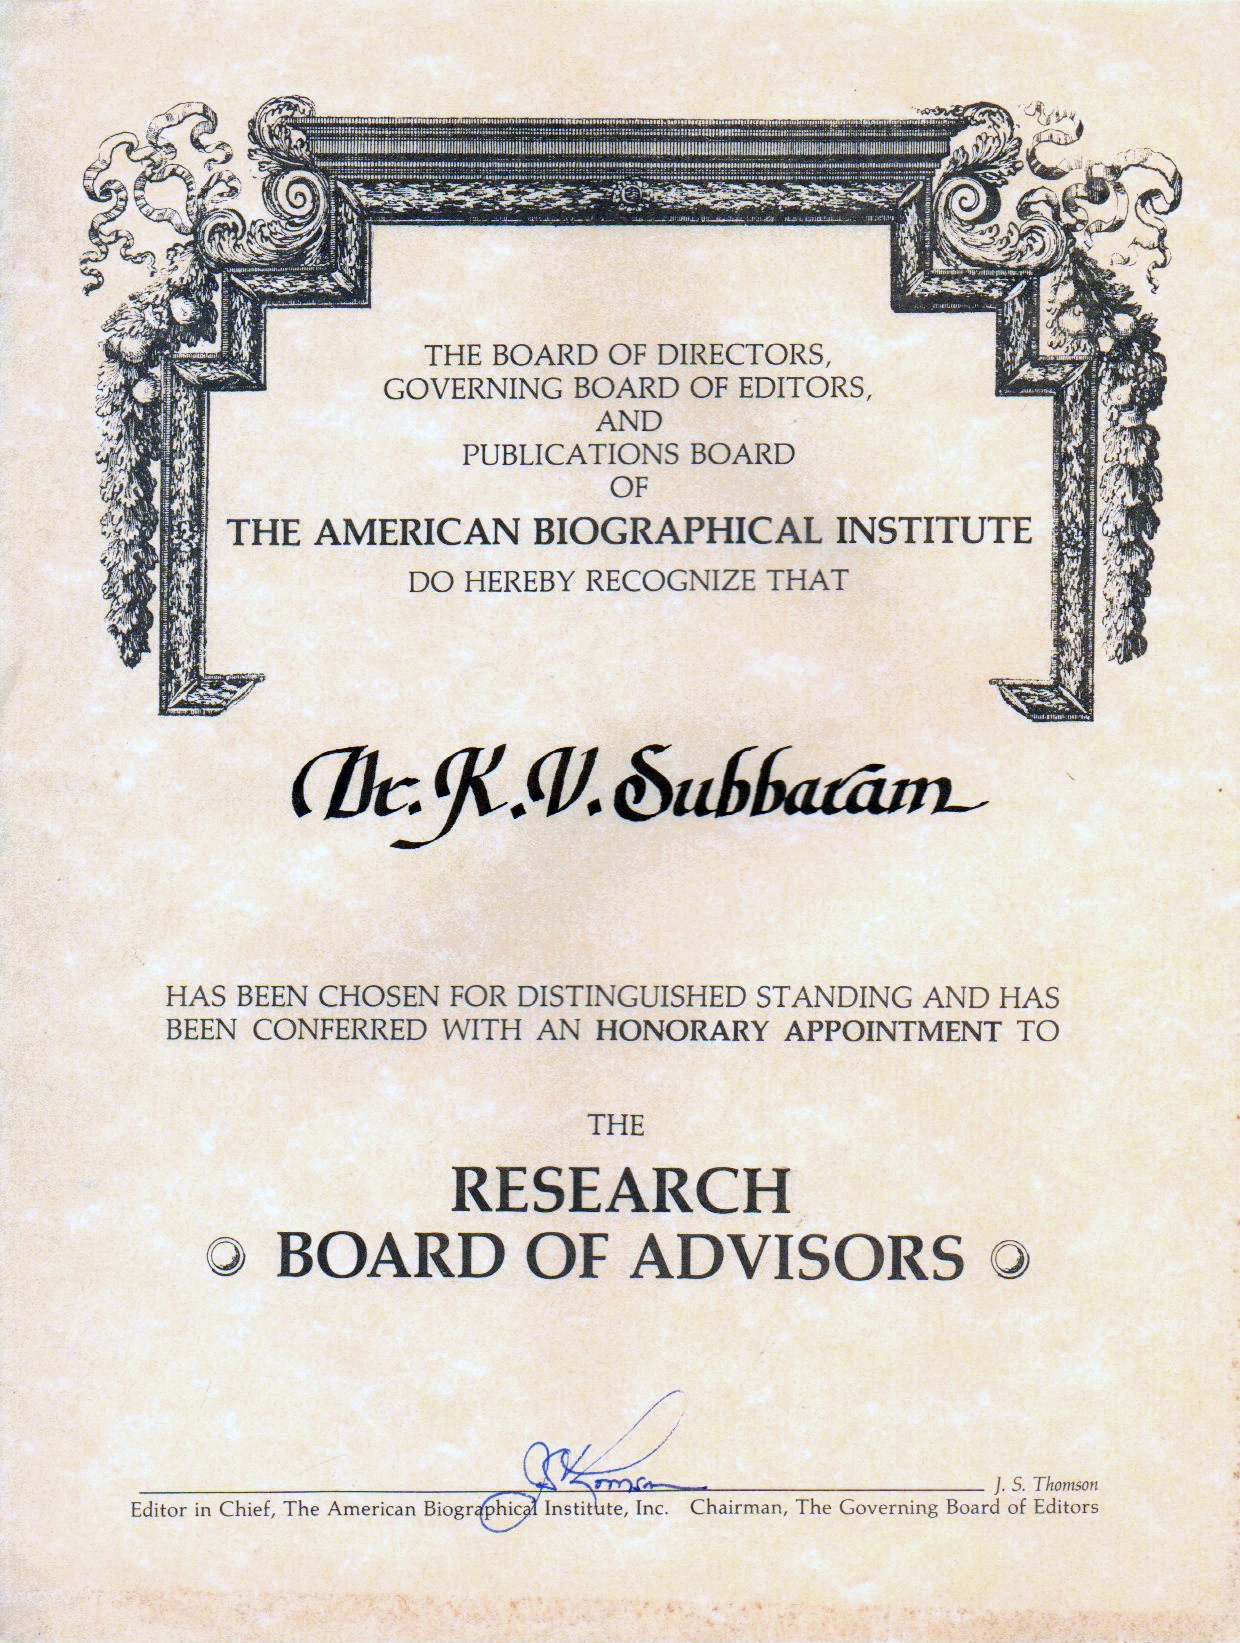 THE BOARD OF DIRECTORS,
GOVERNING BOARD OF EDITORS,
AND
PUBLICATIONS BOARD
OF
THE AMERICAN BIOGRAPHICAL INSTITUTE
DO HEREBY RECOGNIZE THAT
Dr. K. V. Subbaram
HAS BEEN CHOSEN FOR DISTINGUISHED STANDING AND HAS
BEEN CONFERRED WITH AN HONORARY APPOINTMENT TO
THE
RESEARCH
BOARD OF ADVISORS
JS Thomson
J. S. Thomson
Editor in Chief, The American Biographical Institute, Inc. Chairman, The Governing Board of Editors